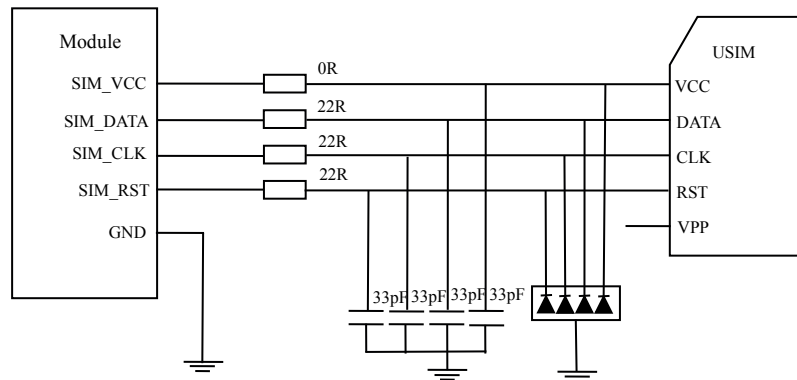 Module
USIM
SIM_VCC
0R
VCC
SIM_DATA
22R
DATA
SIM_CLK
22R
CLK
SIM_RST
22R
RST
GND
VPP
33pF 33pF 33pF 33pF